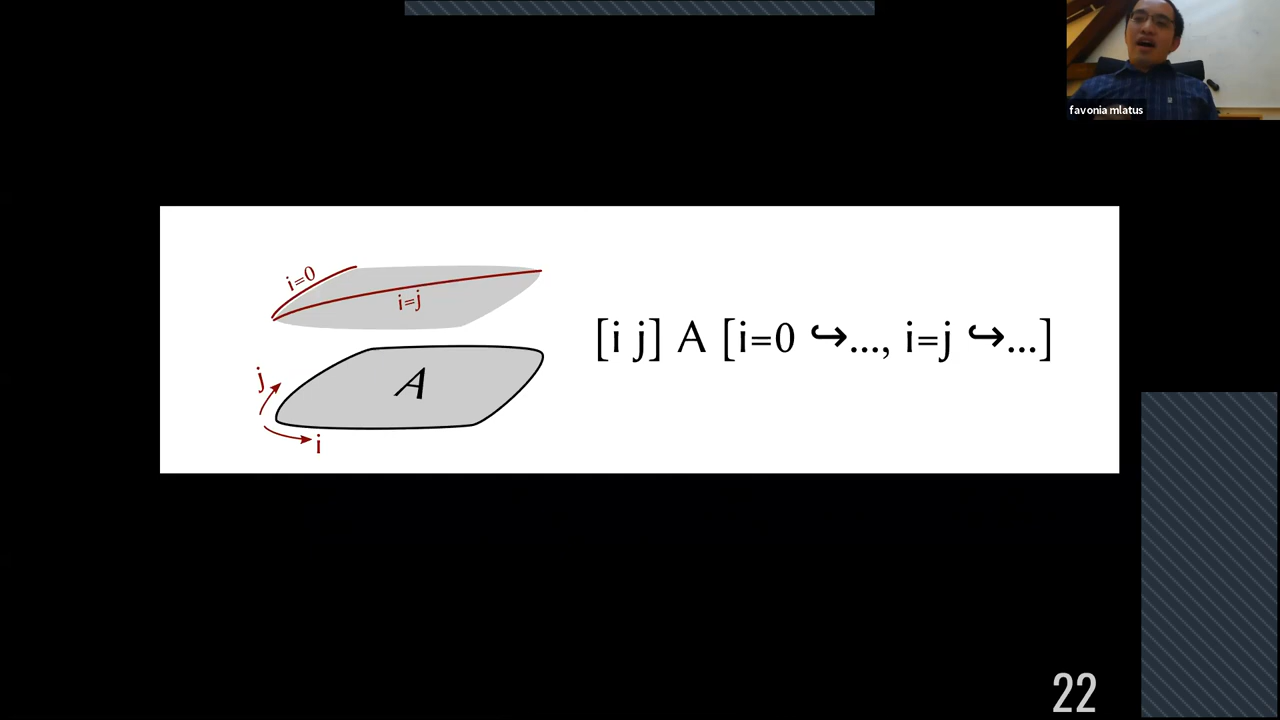 favonia mlatus
i=0
i=j
[i j] A [i=0 ↪..., i=j ↪...]
j
A
i
22